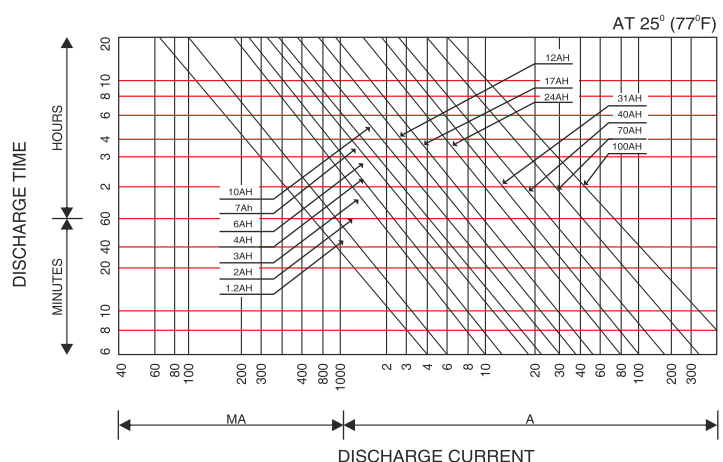 AT 25° (77°F)
DISCHARGE TIME
HOURS
MINUTES
20
10
8
6
4
3
2
60
40
20
10
8
6
12AH
17AH
24AH
31AH
40AH
70AH
100AH
10AH
7Ah
6AH
4AH
3AH
2AH
1.2AH
40 60 80 100 200 300 400 600 800 1000 2 3 4 6 8 10 20 30 40 60 80 100 200 300
MA A
DISCHARGE CURRENT